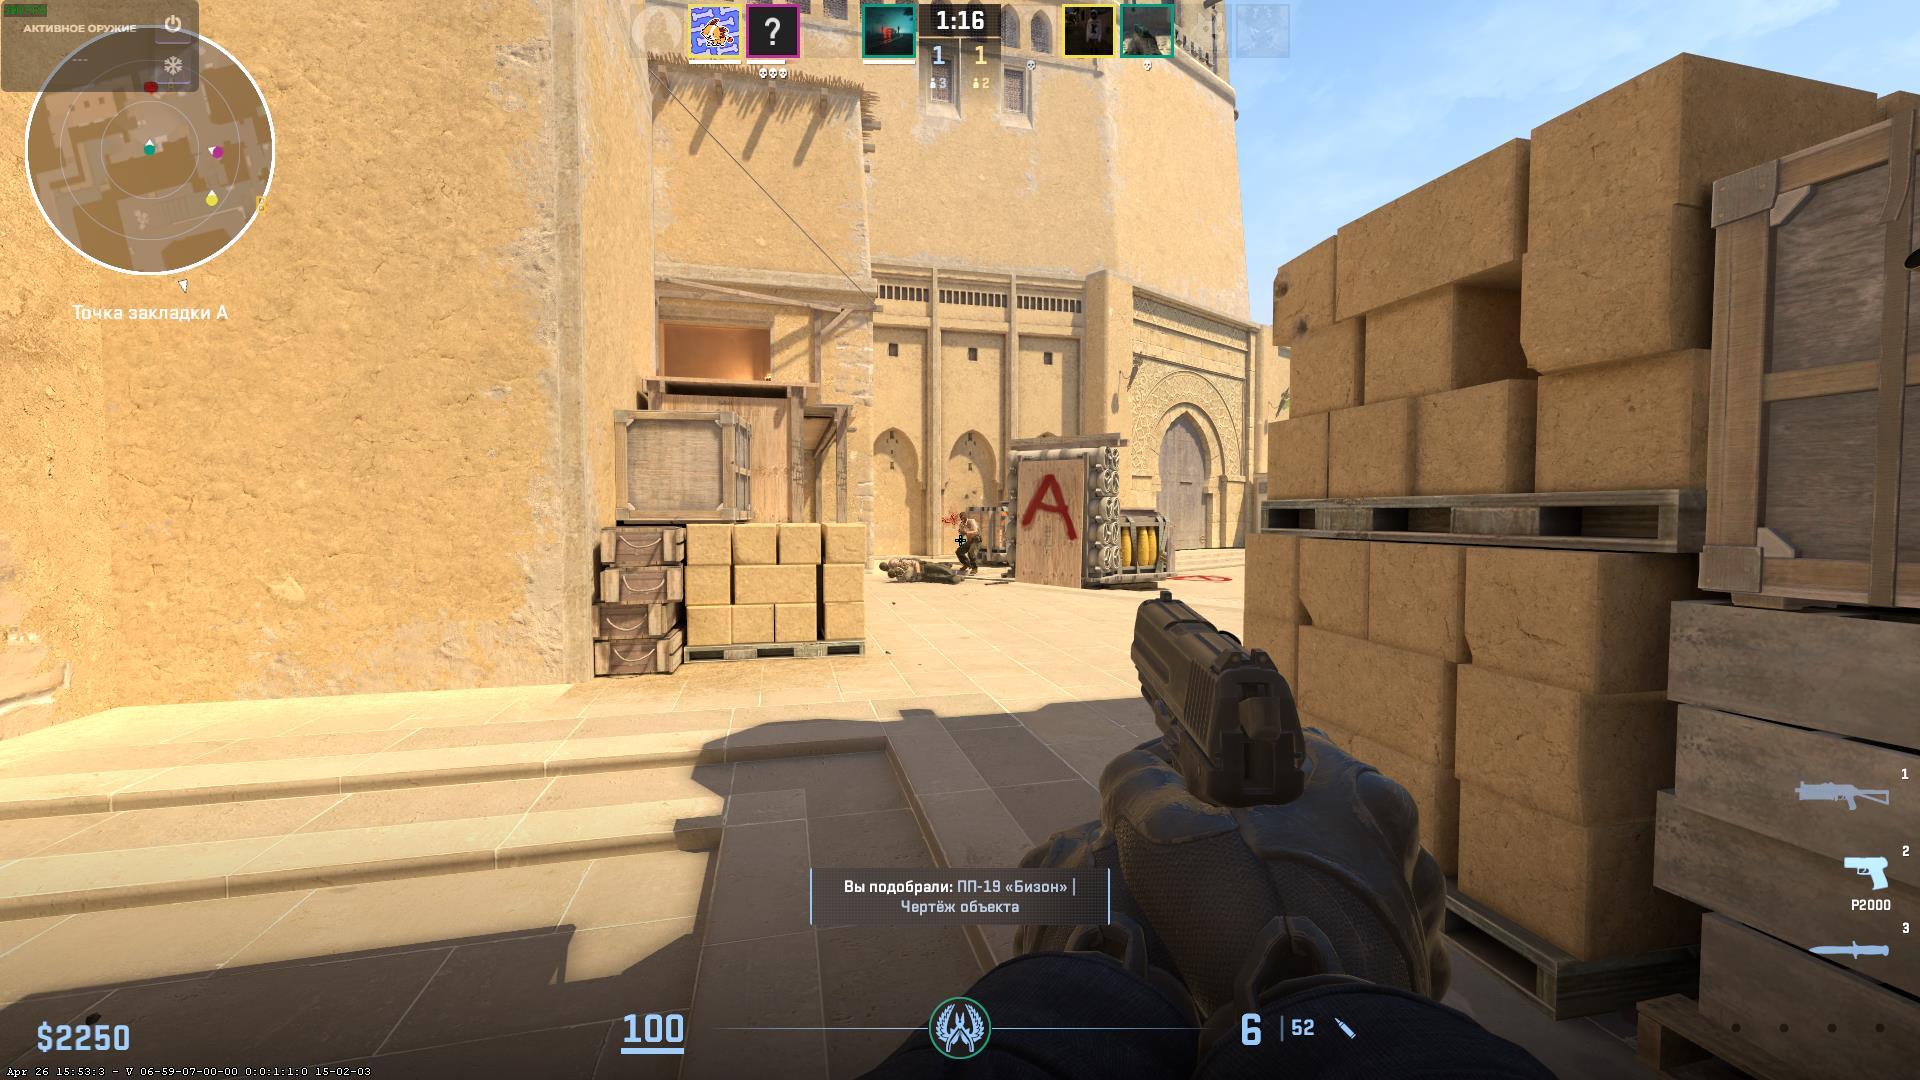 АКТИВНОЕ ОРУЖИЕ
---
?
1:16
1 1
3 2
B
Точка закладки А
A
1
2
P2000
3
Вы подобрали: ПП-19 «Бизон» |
Чертёж объекта
$2250
100
6 | 52
Apr 26 15:53:3 - V 06-59-07-00-00 0:0:1:1:0 15-02-03